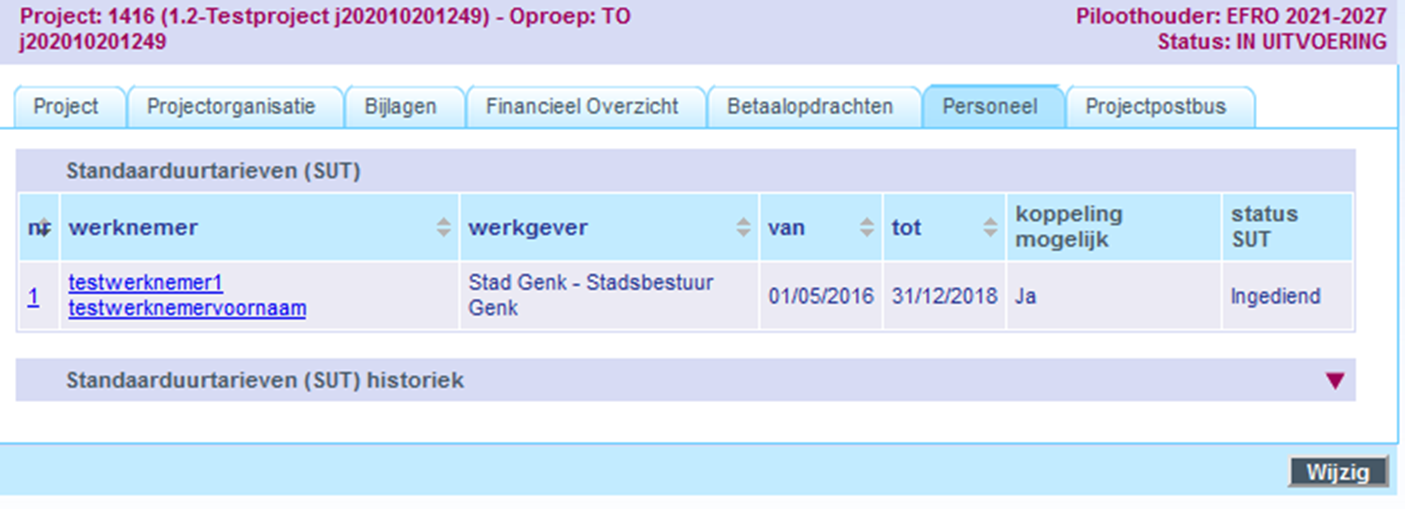 Project: 1416 (1.2-Testproject j202010201249) - Oproep: TO
j202010201249
Piloothouder: EFRO 2021-2027
Status: IN UITVOERING
Project Projectorganisatie Bijlagen Financieel Overzicht Betaalopdrachten Personeel Projectpostbus
Standaarduurtarieven (SUT)
nr werknemer werkgever van tot koppeling mogelijk status SUT
1 testwerknemer1 testwerknemervoornaam Stad Genk - Stadsbestuur Genk 01/05/2016 31/12/2018 Ja Ingediend
Standaarduurtarieven (SUT) historiek
Wijzig